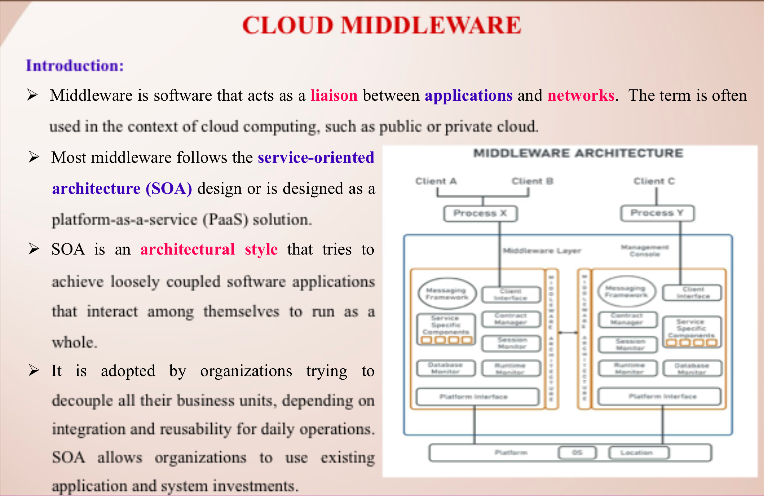 CLOUD MIDDLEWARE
Introduction:
➢ Middleware is software that acts as a liaison between applications and networks. The term is often
used in the context of cloud computing, such as public or private cloud.
➢ Most middleware follows the service-oriented
architecture (SOA) design or is designed as a
platform-as-a-service (PaaS) solution.
➢ SOA is an architectural style that tries to
achieve loosely coupled software applications
that interact among themselves to run as a
whole.
➢ It is adopted by organizations trying to
decouple all their business units, depending on
integration and reusability for daily operations.
SOA allows organizations to use existing
application and system investments.
MIDDLEWARE ARCHITECTURE
Client A
Client B
Client C
Process X
Process Y
Middleware Layer
Management
Console
Messaging
Framework
Client
Interface
Service
Specific
Components
Contract
Manager
Session
Monitor
Database
Monitor
Runtime
Monitor
Platform Interface
MIDDLEWARE ARCHITECTURE
MIDDLEWARE ARCHITECTURE
Messaging
Framework
Client
Interface
Contract
Manager
Service
Specific
Components
Session
Monitor
Runtime
Monitor
Database
Monitor
Platform Interface
Platform
OS
Location